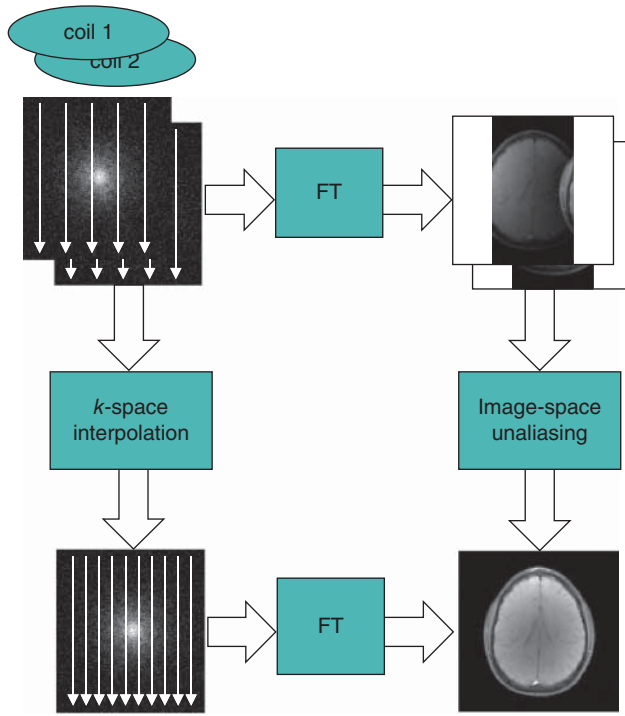 coil 1
coil 2
FT
k-space
interpolation
Image-space
unaliasing
FT